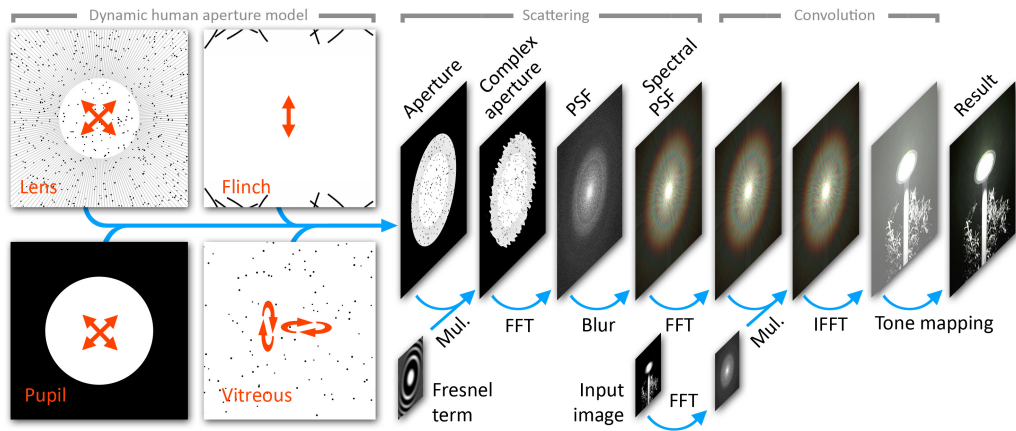 Dynamic human aperture model
Scattering
Convolution
Lens
Flinch
Pupil
Vitreous
Aperture
Complex
aperture
PSF
Spectral
PSF
Result
Mul.
FFT
Blur
FFT
Mul.
IFFT
Tone mapping
Fresnel
term
Input
image
FFT